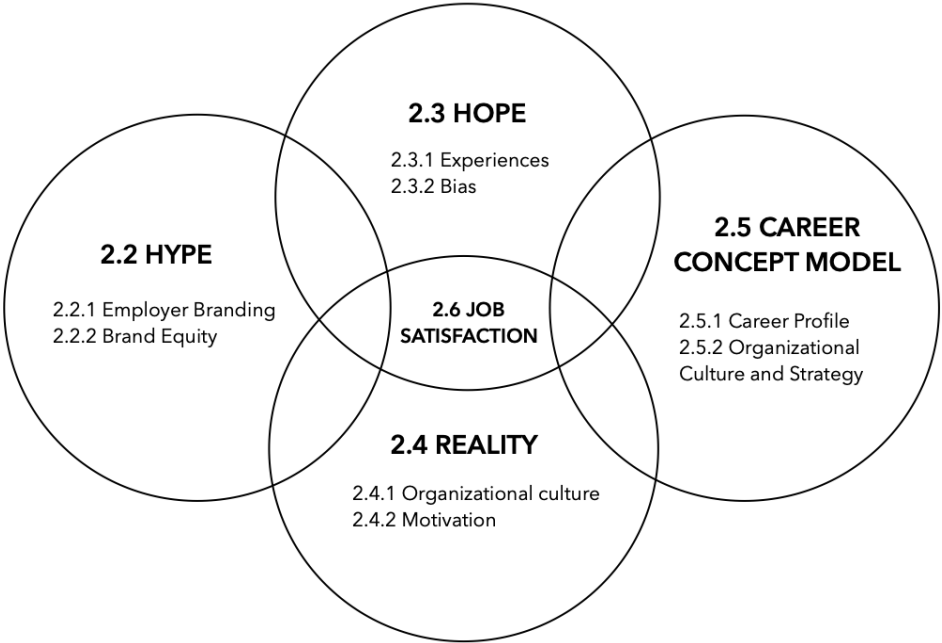 2.3 HOPE
2.3.1 Experiences
2.3.2 Bias
2.2 HYPE
2.2.1 Employer Branding
2.2.2 Brand Equity
2.6 JOB
SATISFACTION
2.5 CAREER
CONCEPT MODEL
2.5.1 Career Profile
2.5.2 Organizational
Culture and Strategy
2.4 REALITY
2.4.1 Organizational culture
2.4.2 Motivation